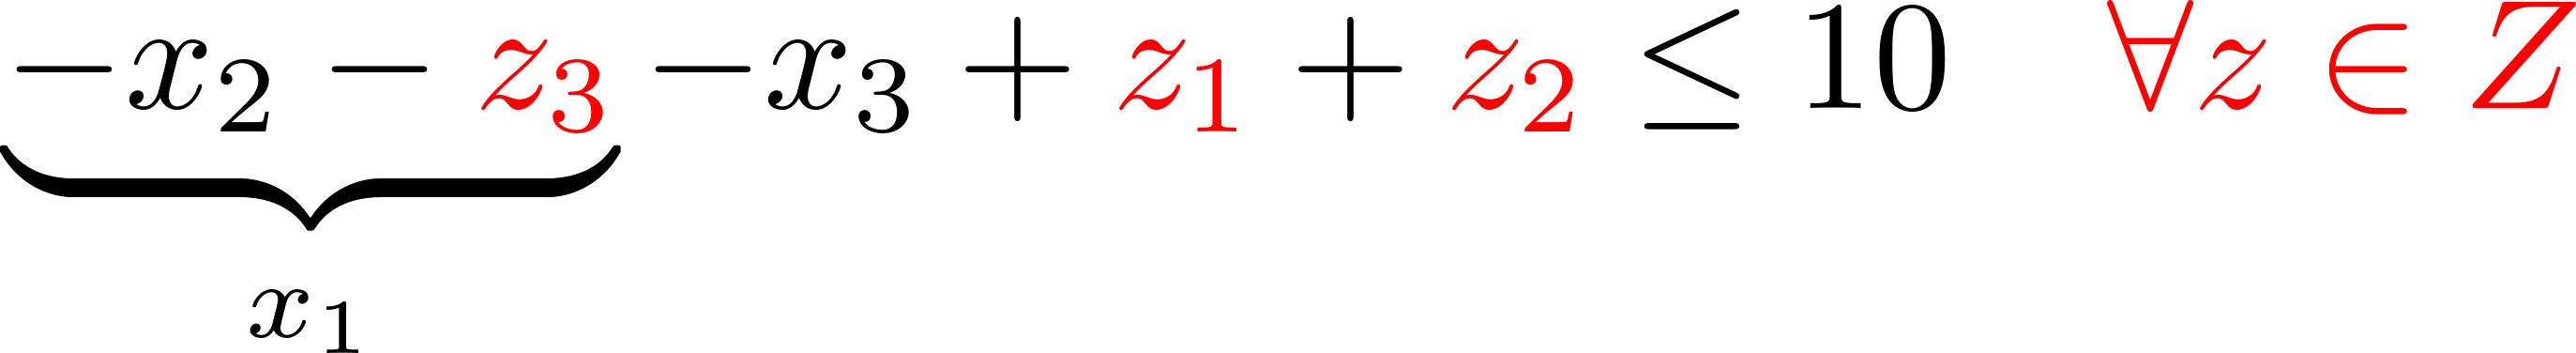 −x₂ − z₃ −x₃ + z₁ + z₂ ≤ 10 ∀z ∈ Z
x₁